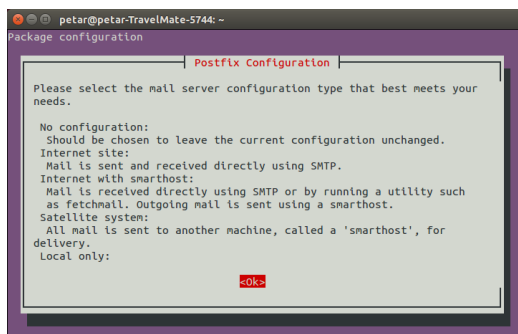 petar@petar-TravelMate-5744: ~
Package configuration
Postfix Configuration
Please select the mail server configuration type that best meets your
needs.
No configuration:
Should be chosen to leave the current configuration unchanged.
Internet site:
Mail is sent and received directly using SMTP.
Internet with smarthost:
Mail is received directly using SMTP or by running a utility such
as fetchmail. Outgoing mail is sent using a smarthost.
Satellite system:
All mail is sent to another machine, called a 'smarthost', for
delivery.
Local only:
<Ok>